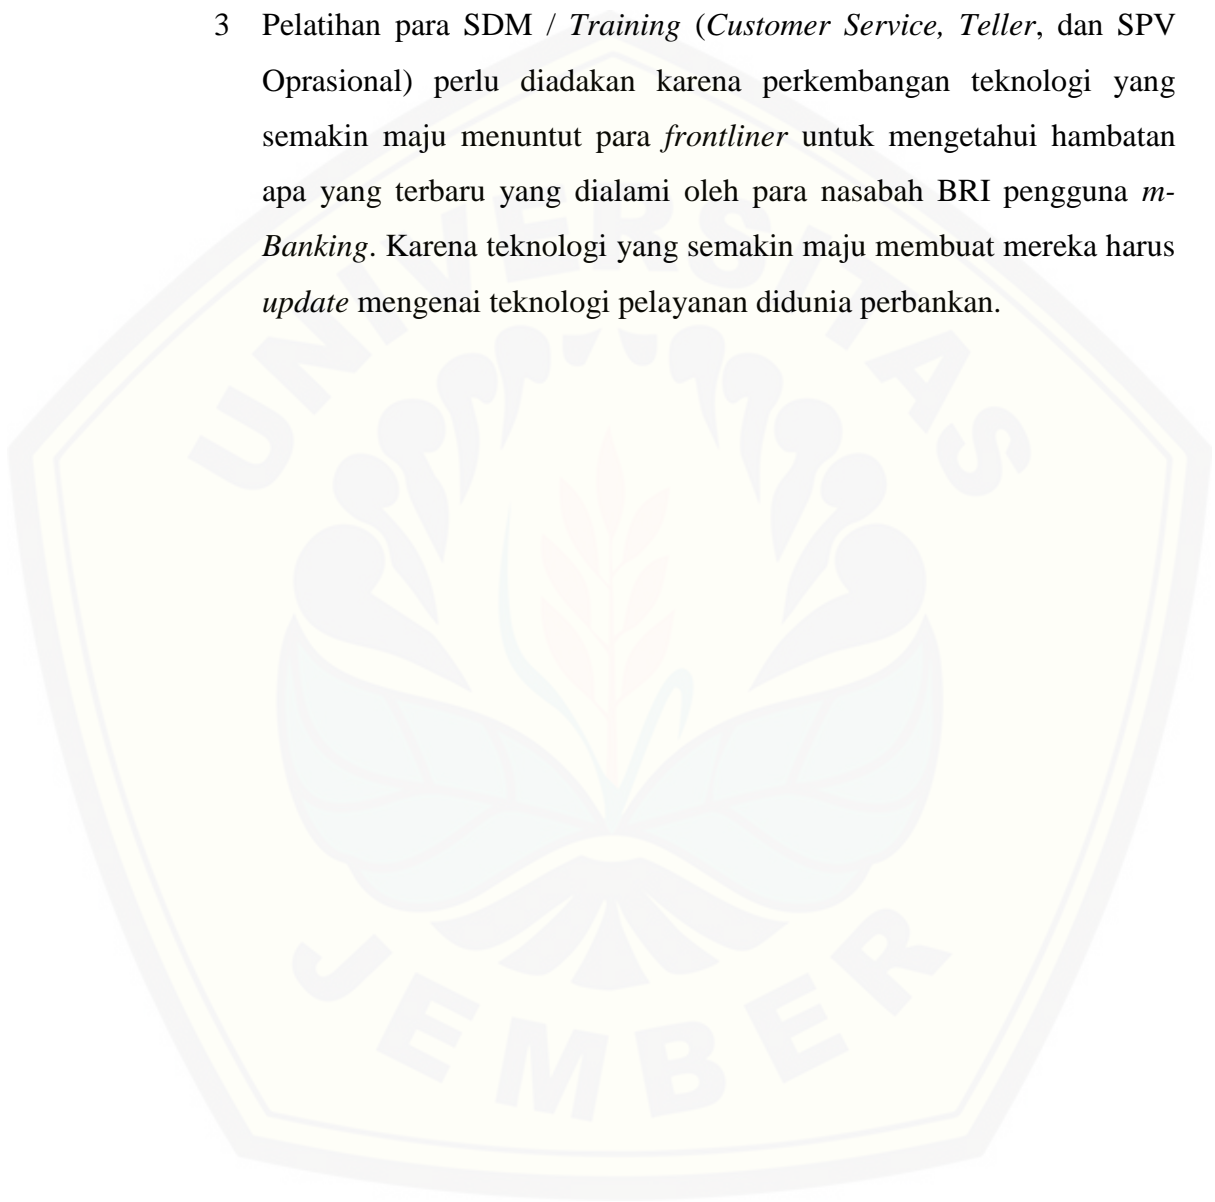 3 Pelatihan para SDM / Training (Customer Service, Teller, dan SPV
Oprasional) perlu diadakan karena perkembangan teknologi yang
semakin maju menuntut para frontliner untuk mengetahui hambatan
apa yang terbaru yang dialami oleh para nasabah BRI pengguna m-
Banking. Karena teknologi yang semakin maju membuat mereka harus
update mengenai teknologi pelayanan didunia perbankan.
UNIVERSITAS
JEMBER